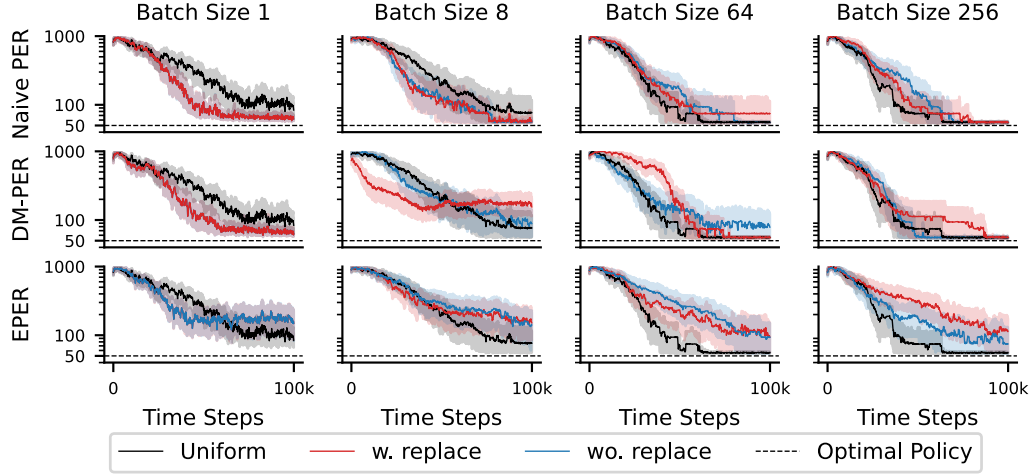 Batch Size 1 Batch Size 8 Batch Size 64 Batch Size 256
Naive PER
1000
100
50
DM-PER
1000
100
50
EPER
1000
100
50
0 100k 0 100k 0 100k 0 100k
Time Steps Time Steps Time Steps Time Steps
Uniform w. replace wo. replace Optimal Policy